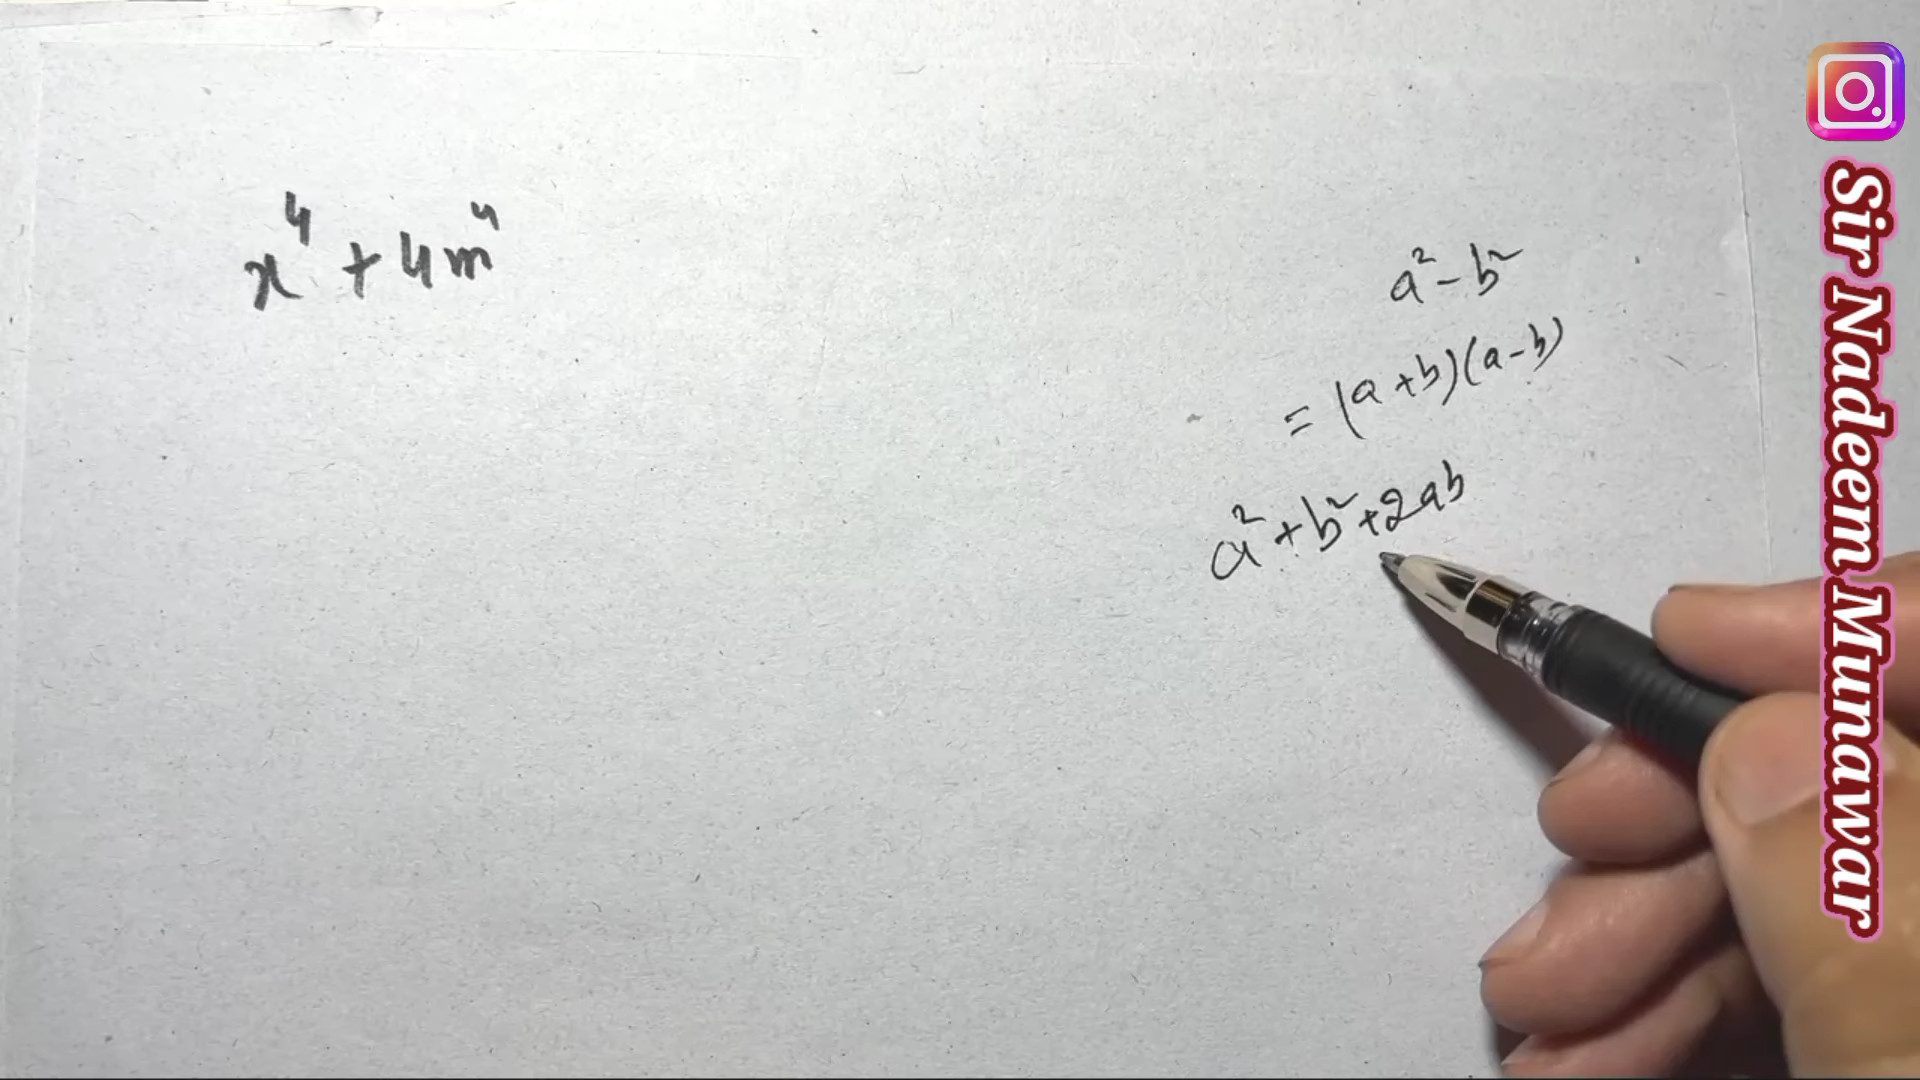 x⁴ + 4m⁴
a² - b²
= (a + b)(a - b)
a² + b² + 2ab
Sir Nadeem Munawar